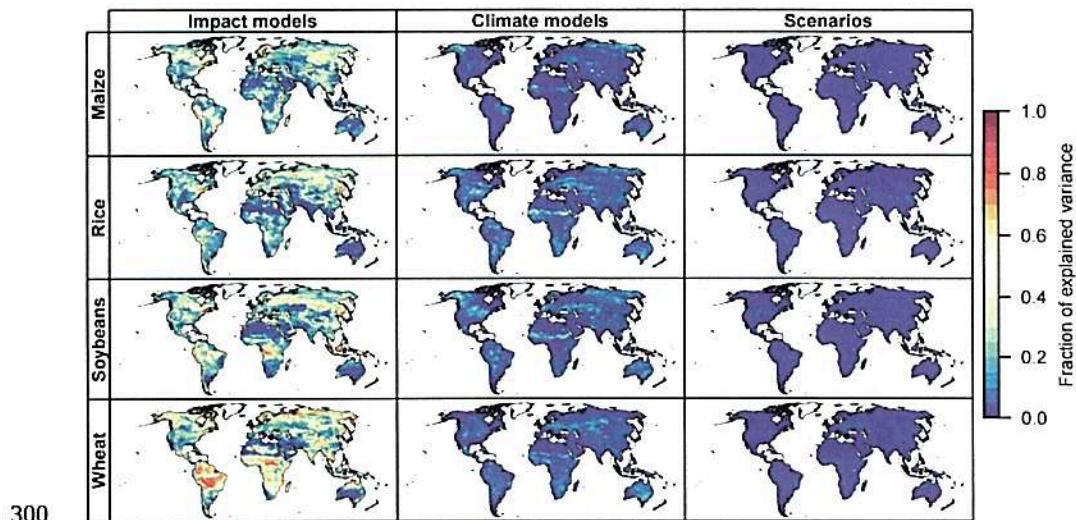 Impact models Climate models Scenarios
Maize
Rice
Soybeans
Wheat
1.0
0.8
0.6
0.4
0.2
0.0
Fraction of explained variance
300